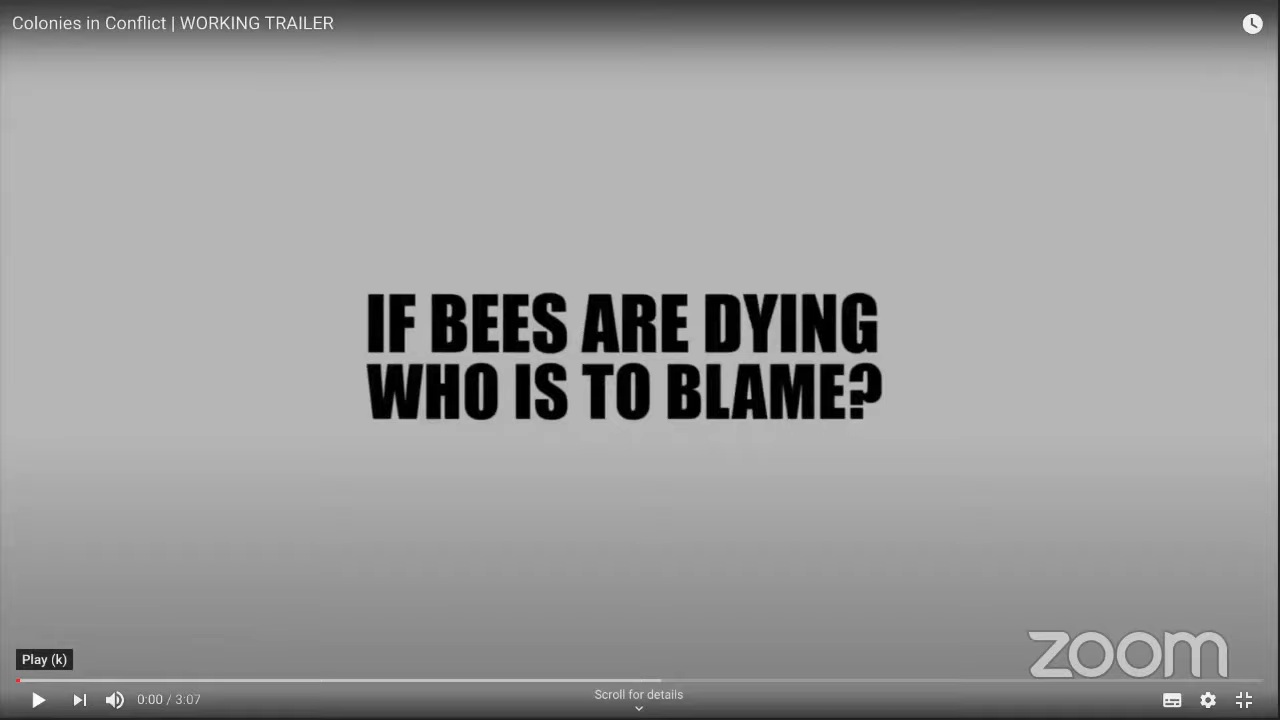 Colonies in Conflict | WORKING TRAILER
IF BEES ARE DYING
WHO IS TO BLAME?
zoom
Play (k)
0:00 / 3:07
Scroll for details